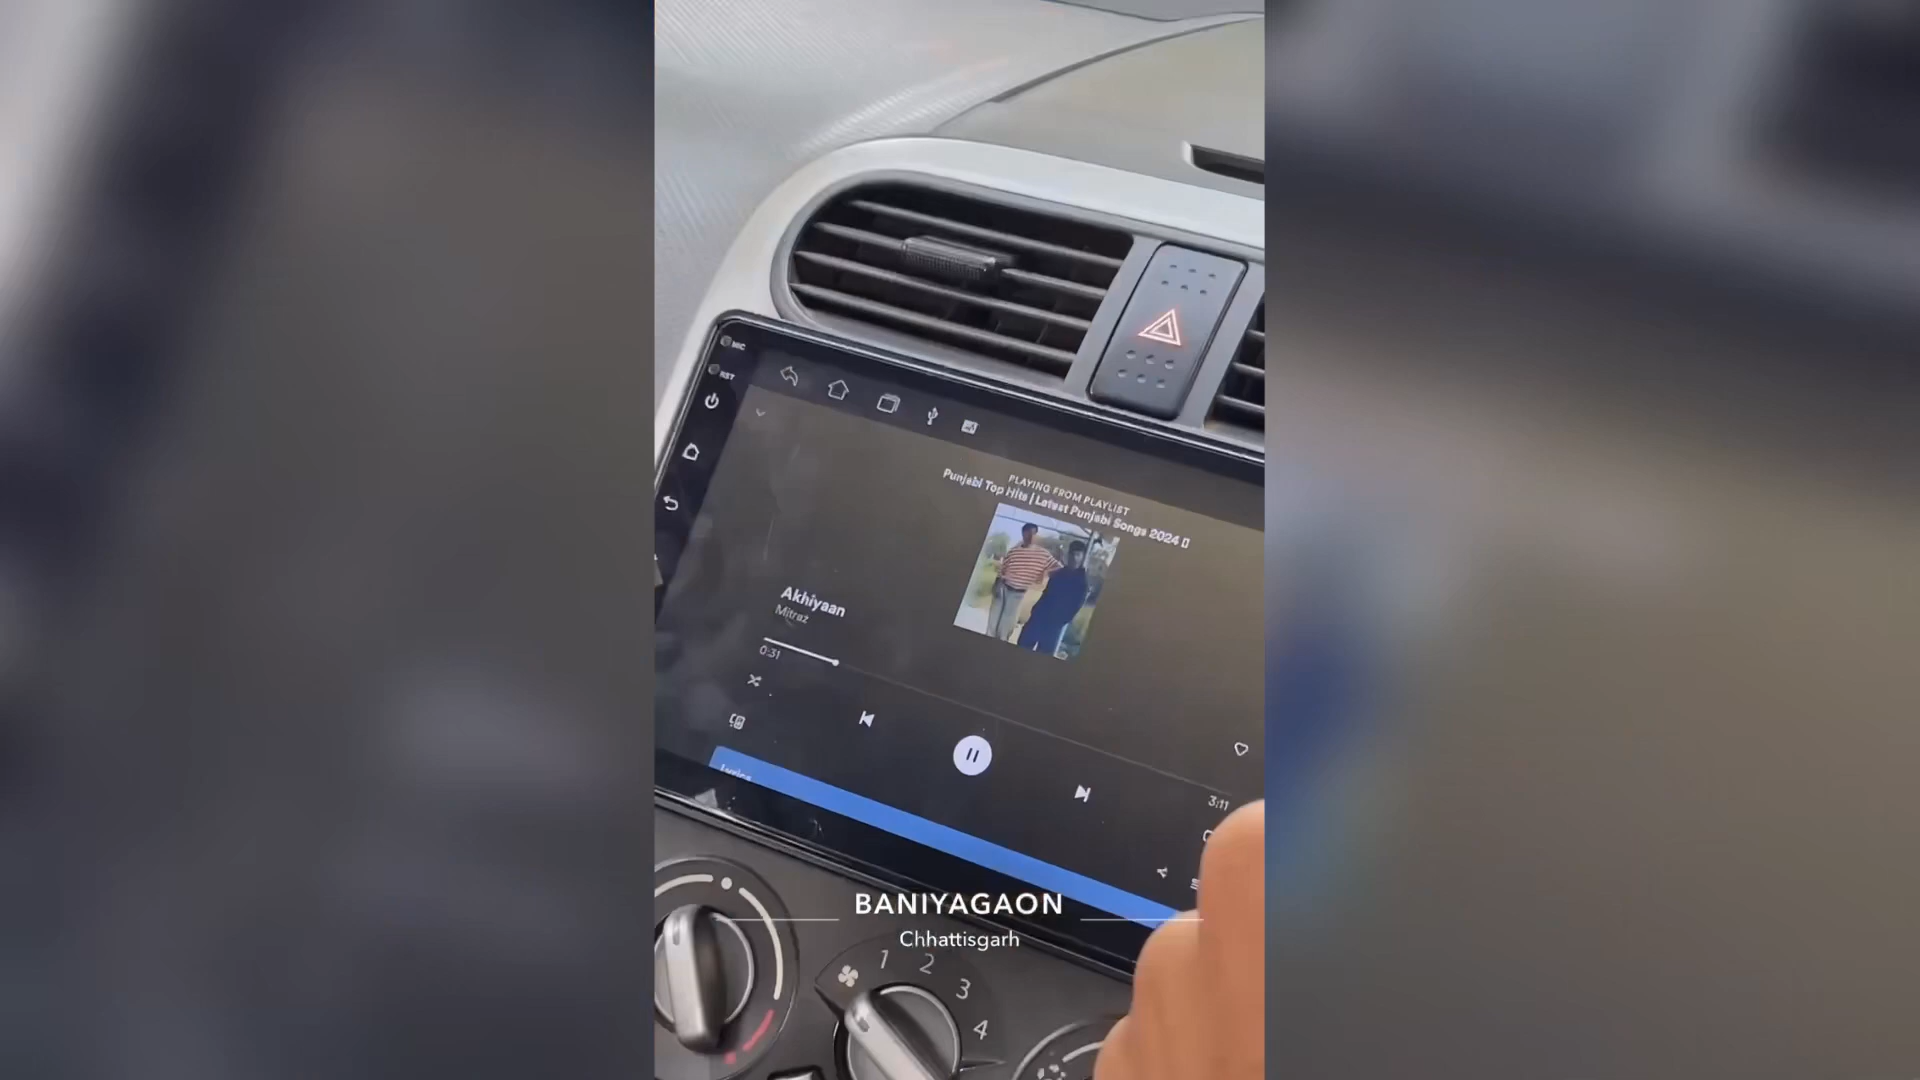 MIC
RST
PLAYING FROM PLAYLIST
Punjabi Top Hits | Latest Punjabi Songs 2024
Akhiyaan
Mitraz
0:31
3:11
Lyrics
BANIYAGAON
Chhattisgarh
1
2
3
4